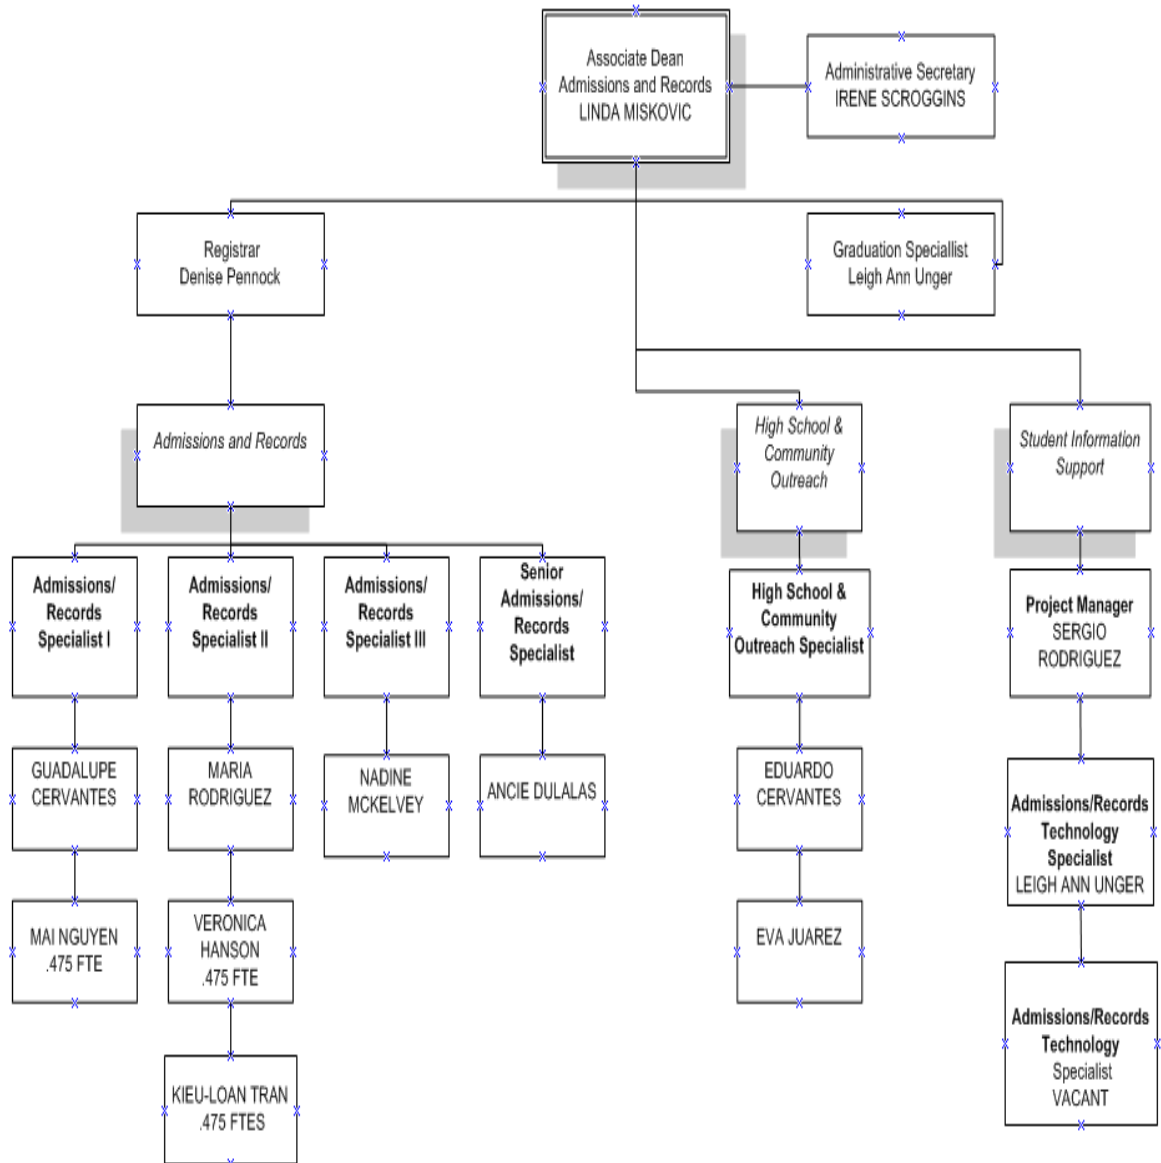 Associate Dean
Admissions and Records
LINDA MISKOVIC
Administrative Secretary
IRENE SCROGGINS
Registrar
Denise Pennock
Graduation Speciallist
Leigh Ann Unger
Admissions and Records
High School &
Community
Outreach
Student Information
Support
Admissions/
Records
Specialist I
Admissions/
Records
Specialist II
Admissions/
Records
Specialist III
Senior
Admissions/
Records
Specialist
High School &
Community
Outreach Specialist
Project Manager
SERGIO
RODRIGUEZ
GUADALUPE
CERVANTES
MARIA
RODRIGUEZ
NADINE
MCKELVEY
ANCIE DULALAS
EDUARDO
CERVANTES
Admissions/Records
Technology
Specialist
LEIGH ANN UNGER
MAI NGUYEN
.475 FTE
VERONICA
HANSON
.475 FTE
EVA JUAREZ
Admissions/Records
Technology
Specialist
VACANT
KIEU-LOAN TRAN
.475 FTES